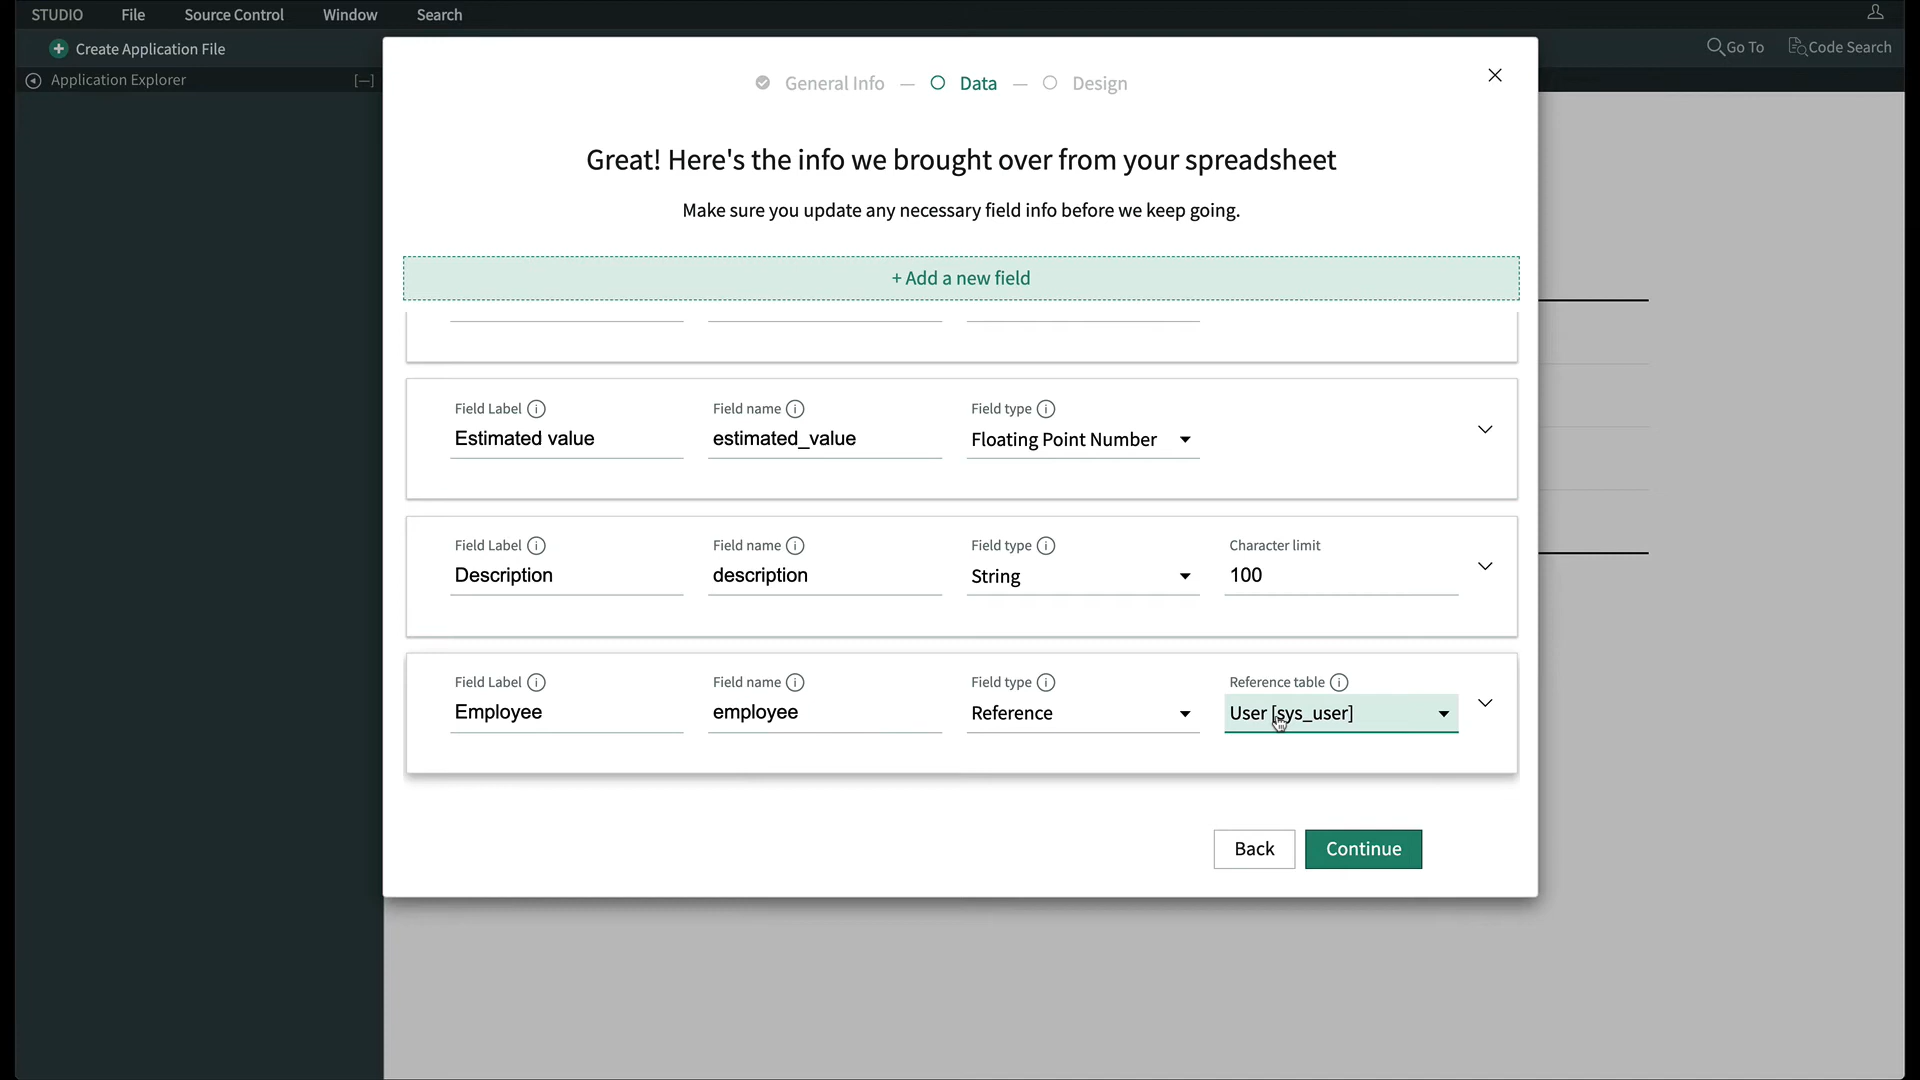 STUDIO File Source Control Window Search
Create Application File
Go To Code Search
Application Explorer [—]
General Info — Data — Design
Great! Here's the info we brought over from your spreadsheet
Make sure you update any necessary field info before we keep going.
+ Add a new field
Field Label Field name Field type
Estimated value estimated_value Floating Point Number
Field Label Field name Field type Character limit
Description description String 100
Field Label Field name Field type Reference table
Employee employee Reference User [sys_user]
Back Continue